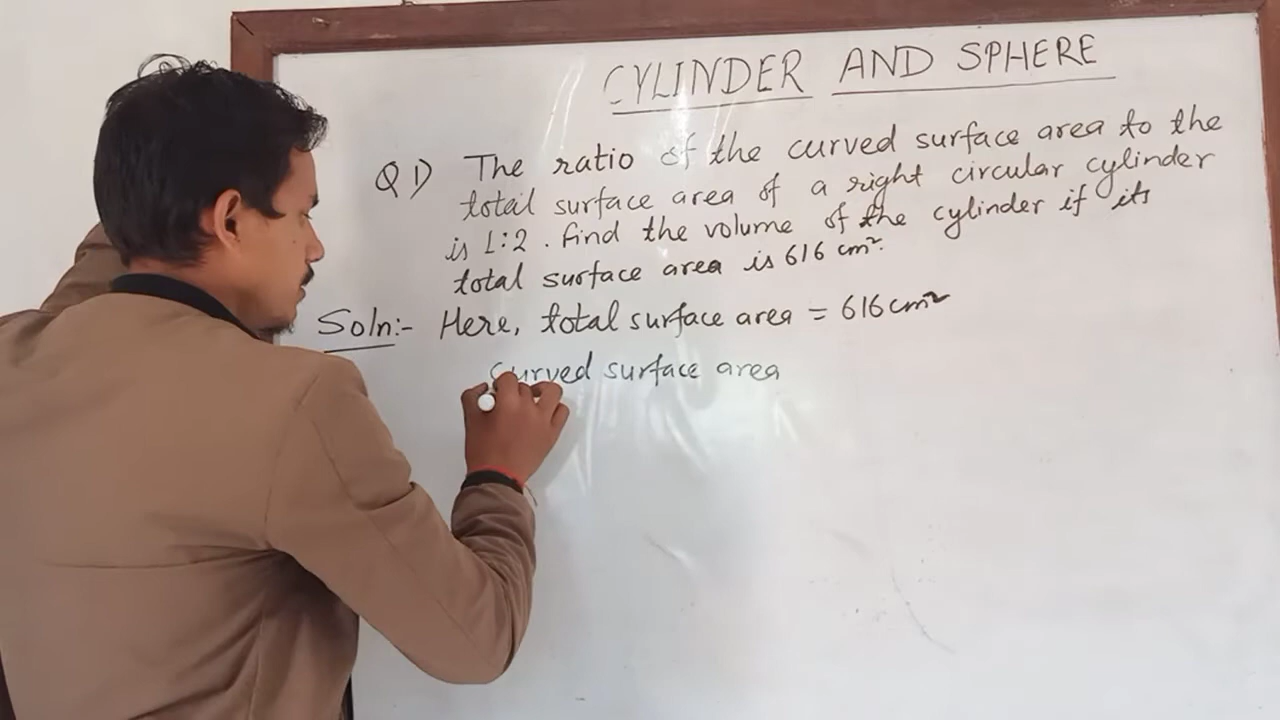 CYLINDER AND SPHERE
Q1) The ratio of the curved surface area to the
total surface area of a right circular cylinder
is 1:2. Find the volume of the cylinder if its
total surface area is 616 cm².
Soln:- Here, total surface area = 616 cm²
Curved surface area